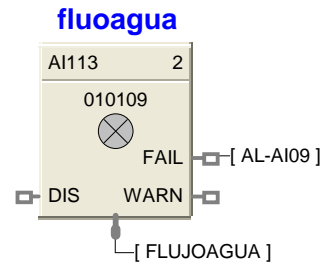 fluoagua
AI113 2
010109
FAIL [ AL-AI09 ]
DIS WARN
[ FLUJOAGUA ]